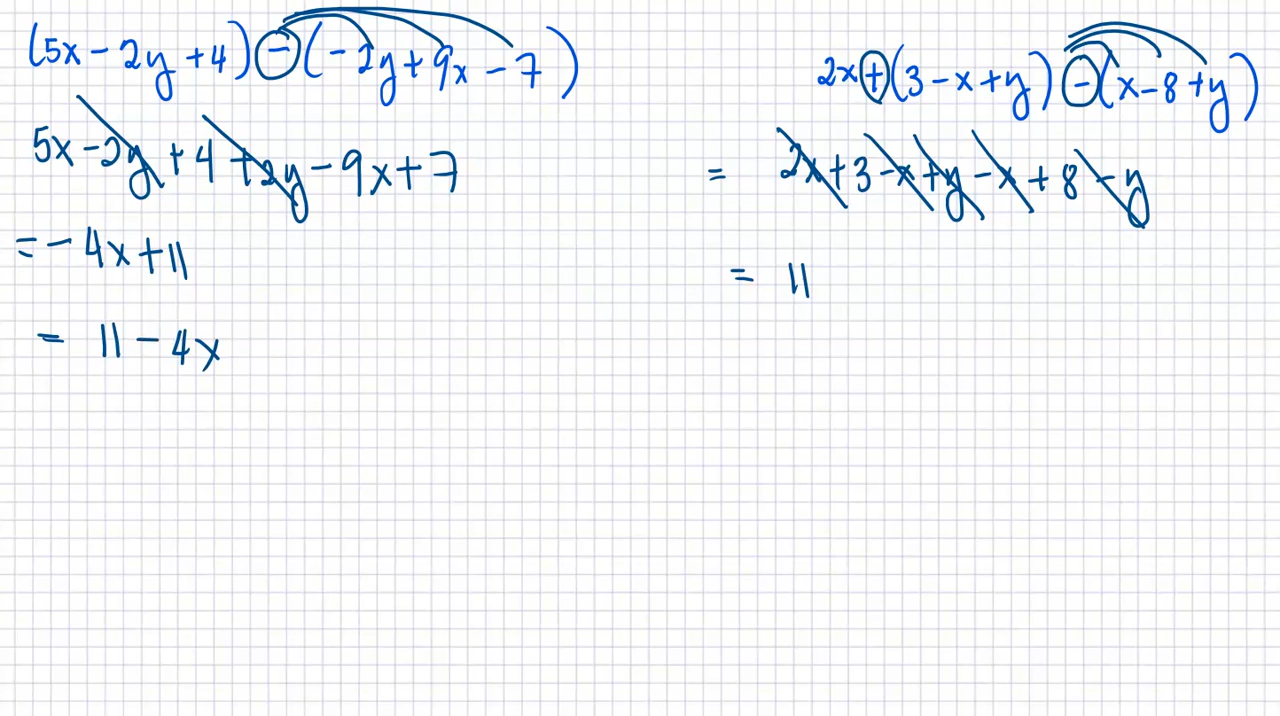 (5x - 2y + 4) - (- 2y + 9x - 7)
5x - 2y + 4 + 2y - 9x + 7
= - 4x + 11
= 11 - 4x
2x + (3 - x + y) - (x - 8 + y)
= 2x + 3 - x + y - x + 8 - y
= 11